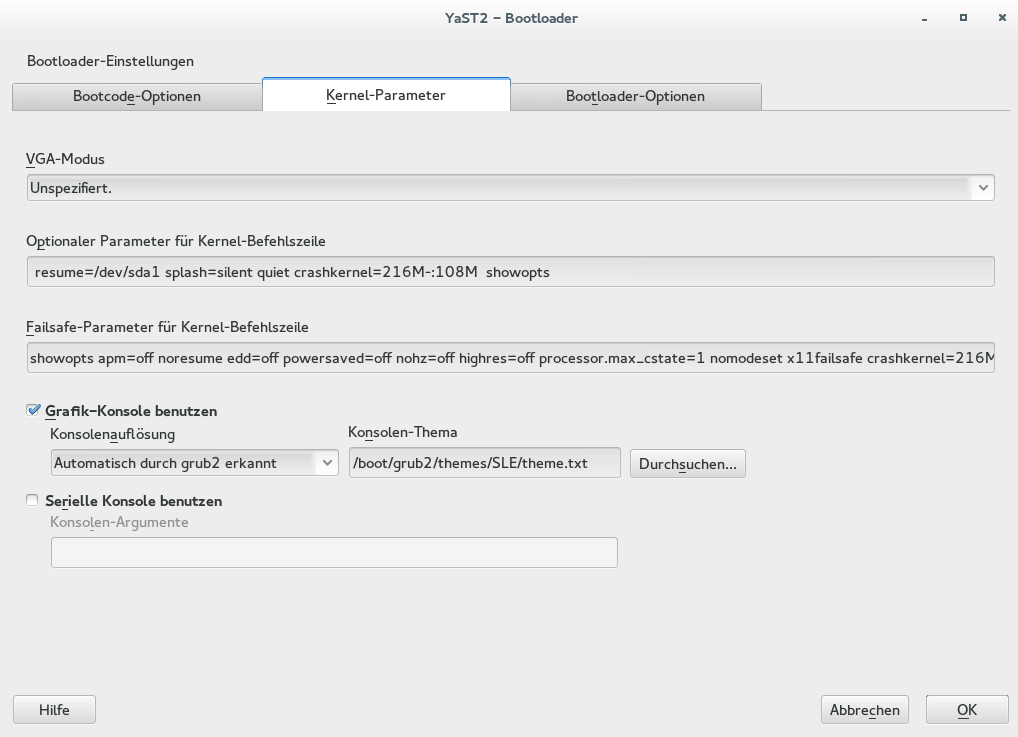 YaST2 – Bootloader
Bootloader-Einstellungen
Bootcode-Optionen Kernel-Parameter Bootloader-Optionen
VGA-Modus
Unspezifiert.
Optionaler Parameter für Kernel-Befehlszeile
resume=/dev/sda1 splash=silent quiet crashkernel=216M-:108M  showopts
Failsafe-Parameter für Kernel-Befehlszeile
showopts apm=off noresume edd=off powersaved=off nohz=off highres=off processor.max_cstate=1 nomodeset x11failsafe crashkernel=216M
Grafik–Konsole benutzen
Konsolenauflösung Konsolen-Thema
Automatisch durch grub2 erkannt /boot/grub2/themes/SLE/theme.txt Durchsuchen...
Serielle Konsole benutzen
Konsolen-Argumente
Hilfe Abbrechen OK